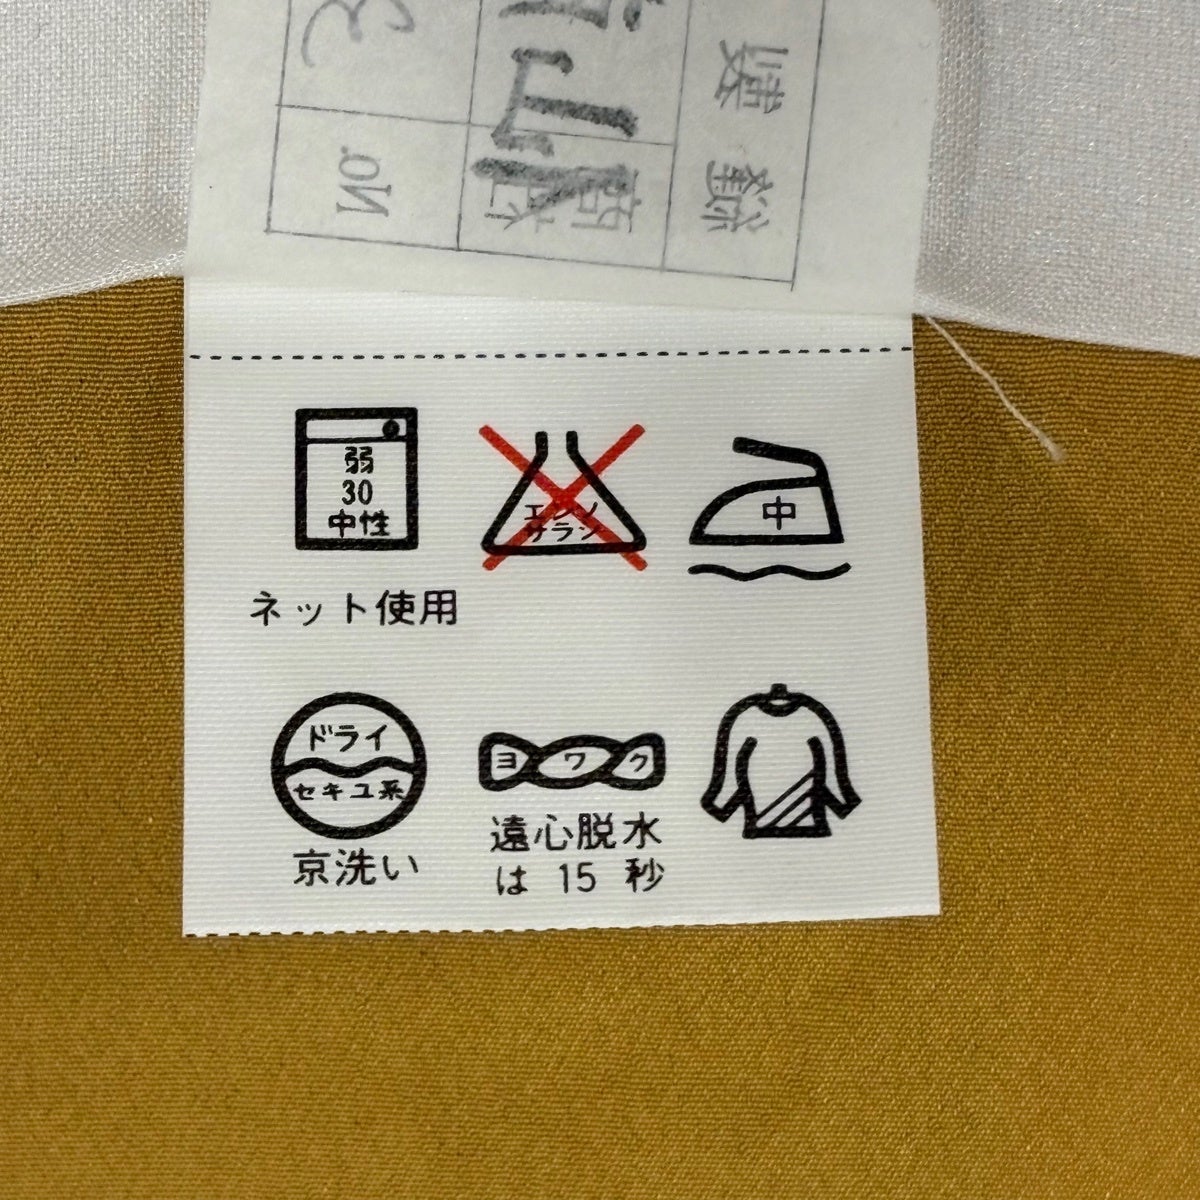 No.
弱
30
中性
エンソ
サラシ
中
ネット使用
ドライ
セキユ系
ヨワク
京洗い
遠心脱水
は 15 秒